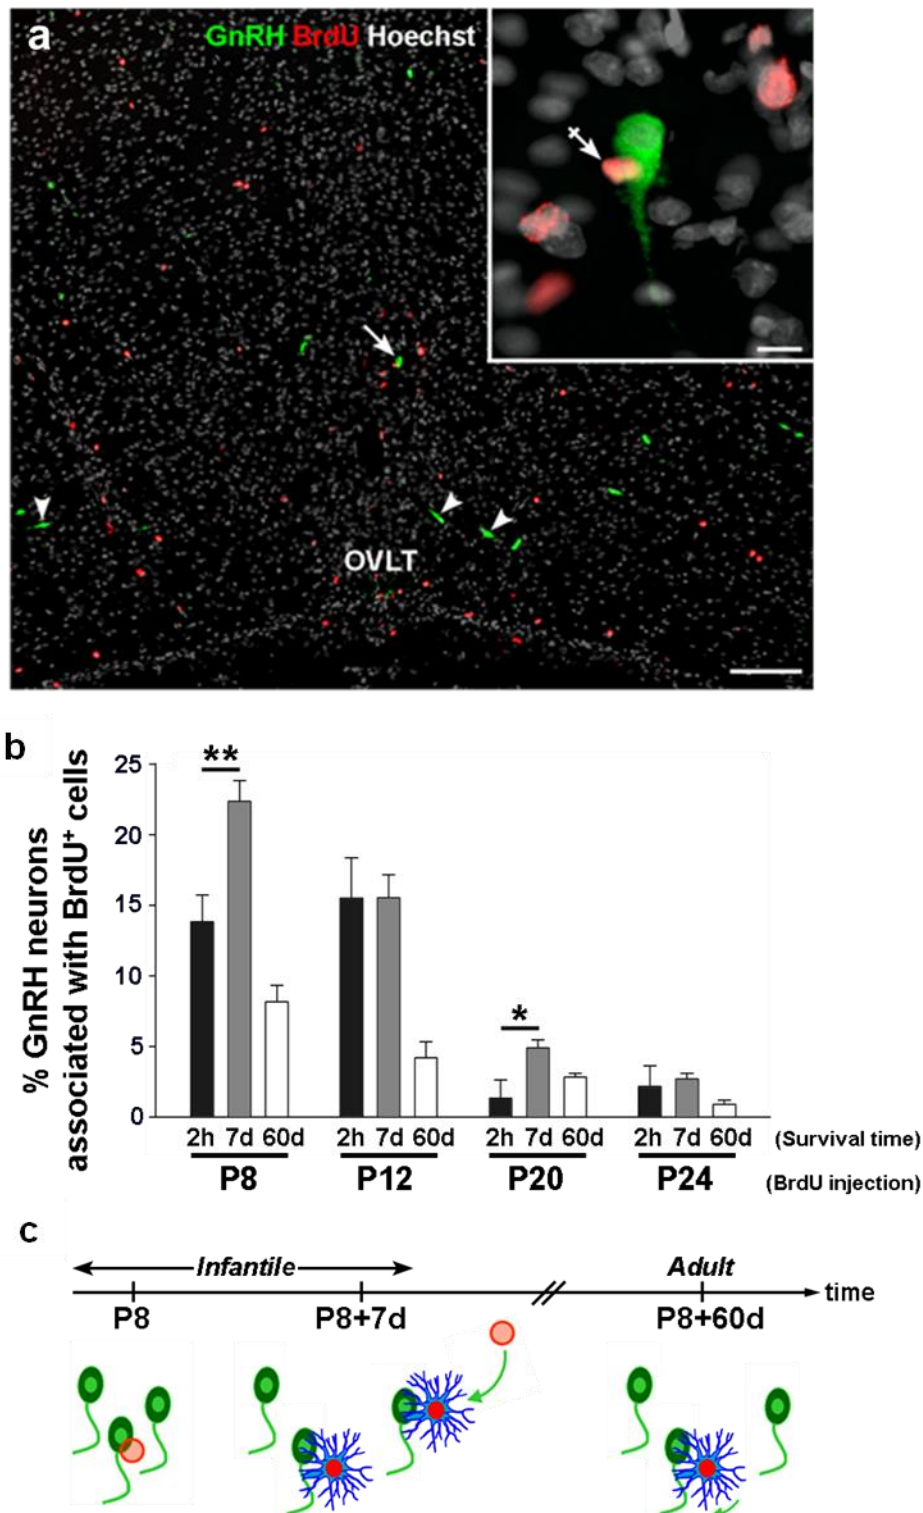 a
GnRH BrdU Hoechst
OVLT
b
% GnRH neurons
associated with BrdU+ cells
25
20
15
10
5
0
**
*
2h 7d 60d 2h 7d 60d 2h 7d 60d 2h 7d 60d (Survival time)
P8 P12 P20 P24 (BrdU injection)
c
Infantile Adult
time
P8 P8+7d P8+60d